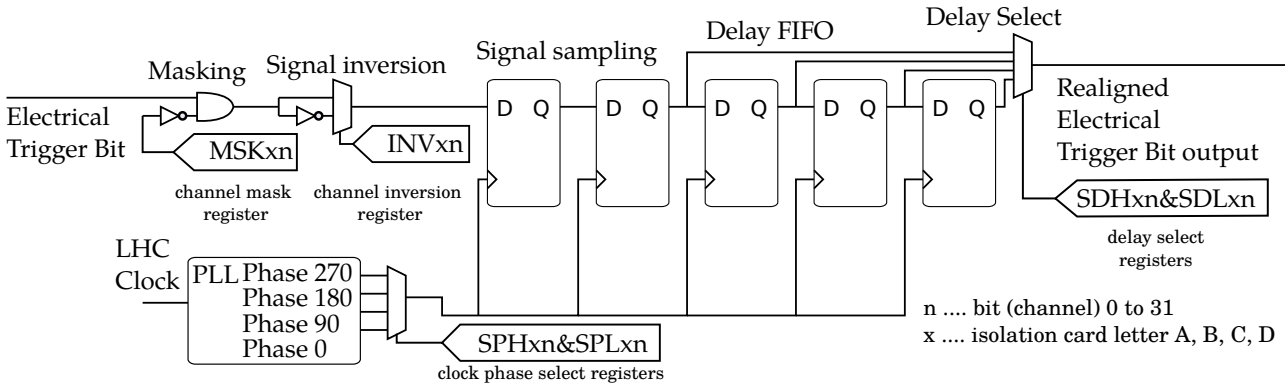 Delay Select
Delay FIFO
Signal sampling
Signal inversion
Masking
D Q
D Q
D Q
D Q
D Q
Electrical
Trigger Bit
MSKxn
INVxn
Realigned
Electrical
Trigger Bit output
channel mask
register
channel inversion
register
SDHxn&SDLxn
delay select
registers
LHC
Clock
PLL
Phase 270
Phase 180
Phase 90
Phase 0
SPHxn&SPLxn
clock phase select registers
n .... bit (channel) 0 to 31
x .... isolation card letter A, B, C, D